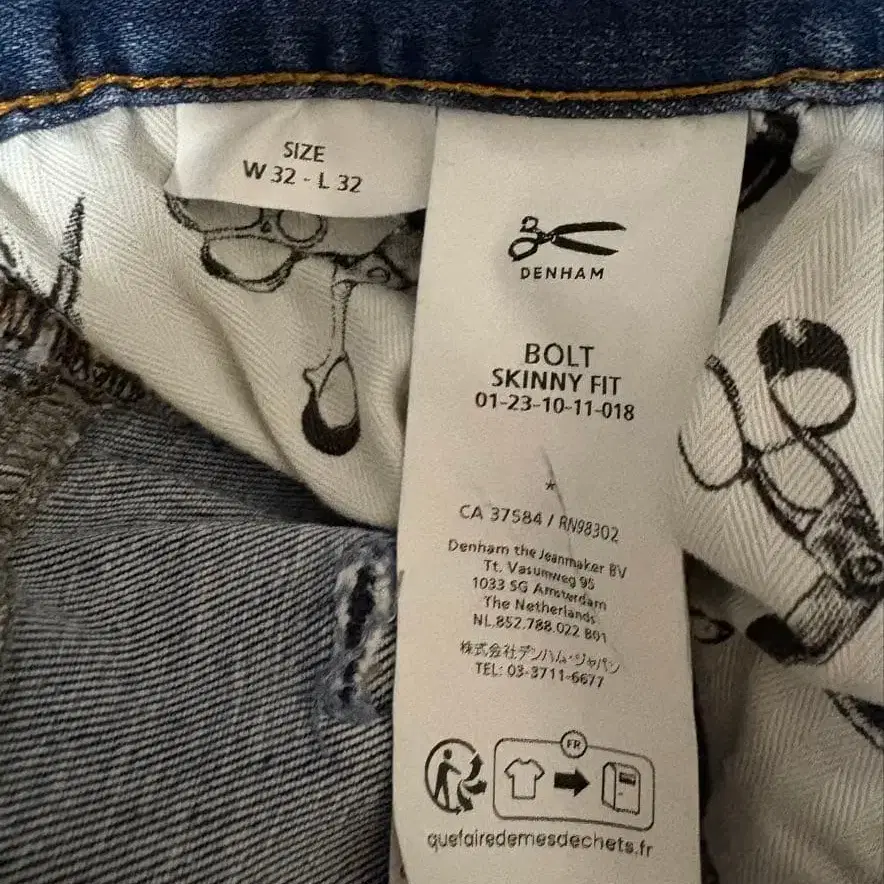 SIZE
W 32 - L 32
DENHAM
BOLT
SKINNY FIT
01-23-10-11-018
*
CA 37584 / RN98302
Denham the Jeanmaker BV
Tt. Vasumweg 95
1033 SG Amsterdam
The Netherlands
NL.852.788.022 B01
株式会社デンハム・ジャパン
TEL: 03-3711-6677
FR
quefairedemesdechets.fr